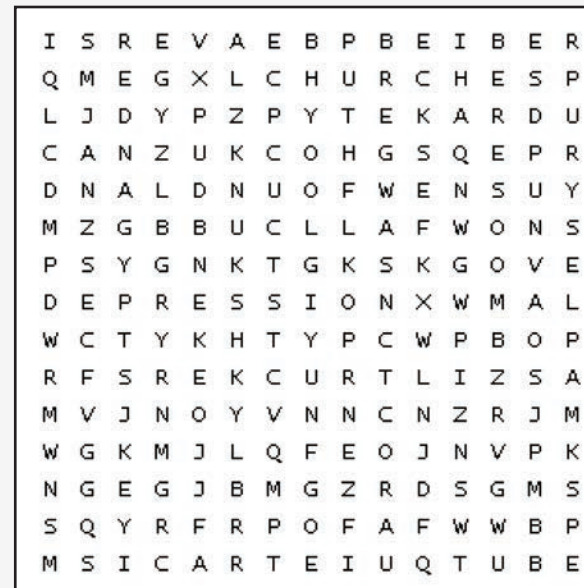 I S R E V A E B P B E I B E R
Q M E G X L C H U R C H E S P
L J D Y P Z P Y T E K A R D U
C A N Z U K C O H G S Q E P R
D N A L D N U O F W E N S U Y
M Z G B B U C L L A F W O N S
P S Y G N K T G K S K G O V E
D E P R E S S I O N X W M A L
W C T Y K H T Y P C W P B O P
R F S R E K C U R T L I Z S A
M V J N O Y V N N C N Z R J M
W G K M J L Q F E O J N V P K
N G E G J B M G Z R D S G M S
S Q Y R F R P O F A F W W B P
M S I C A R T E I U Q T U B E